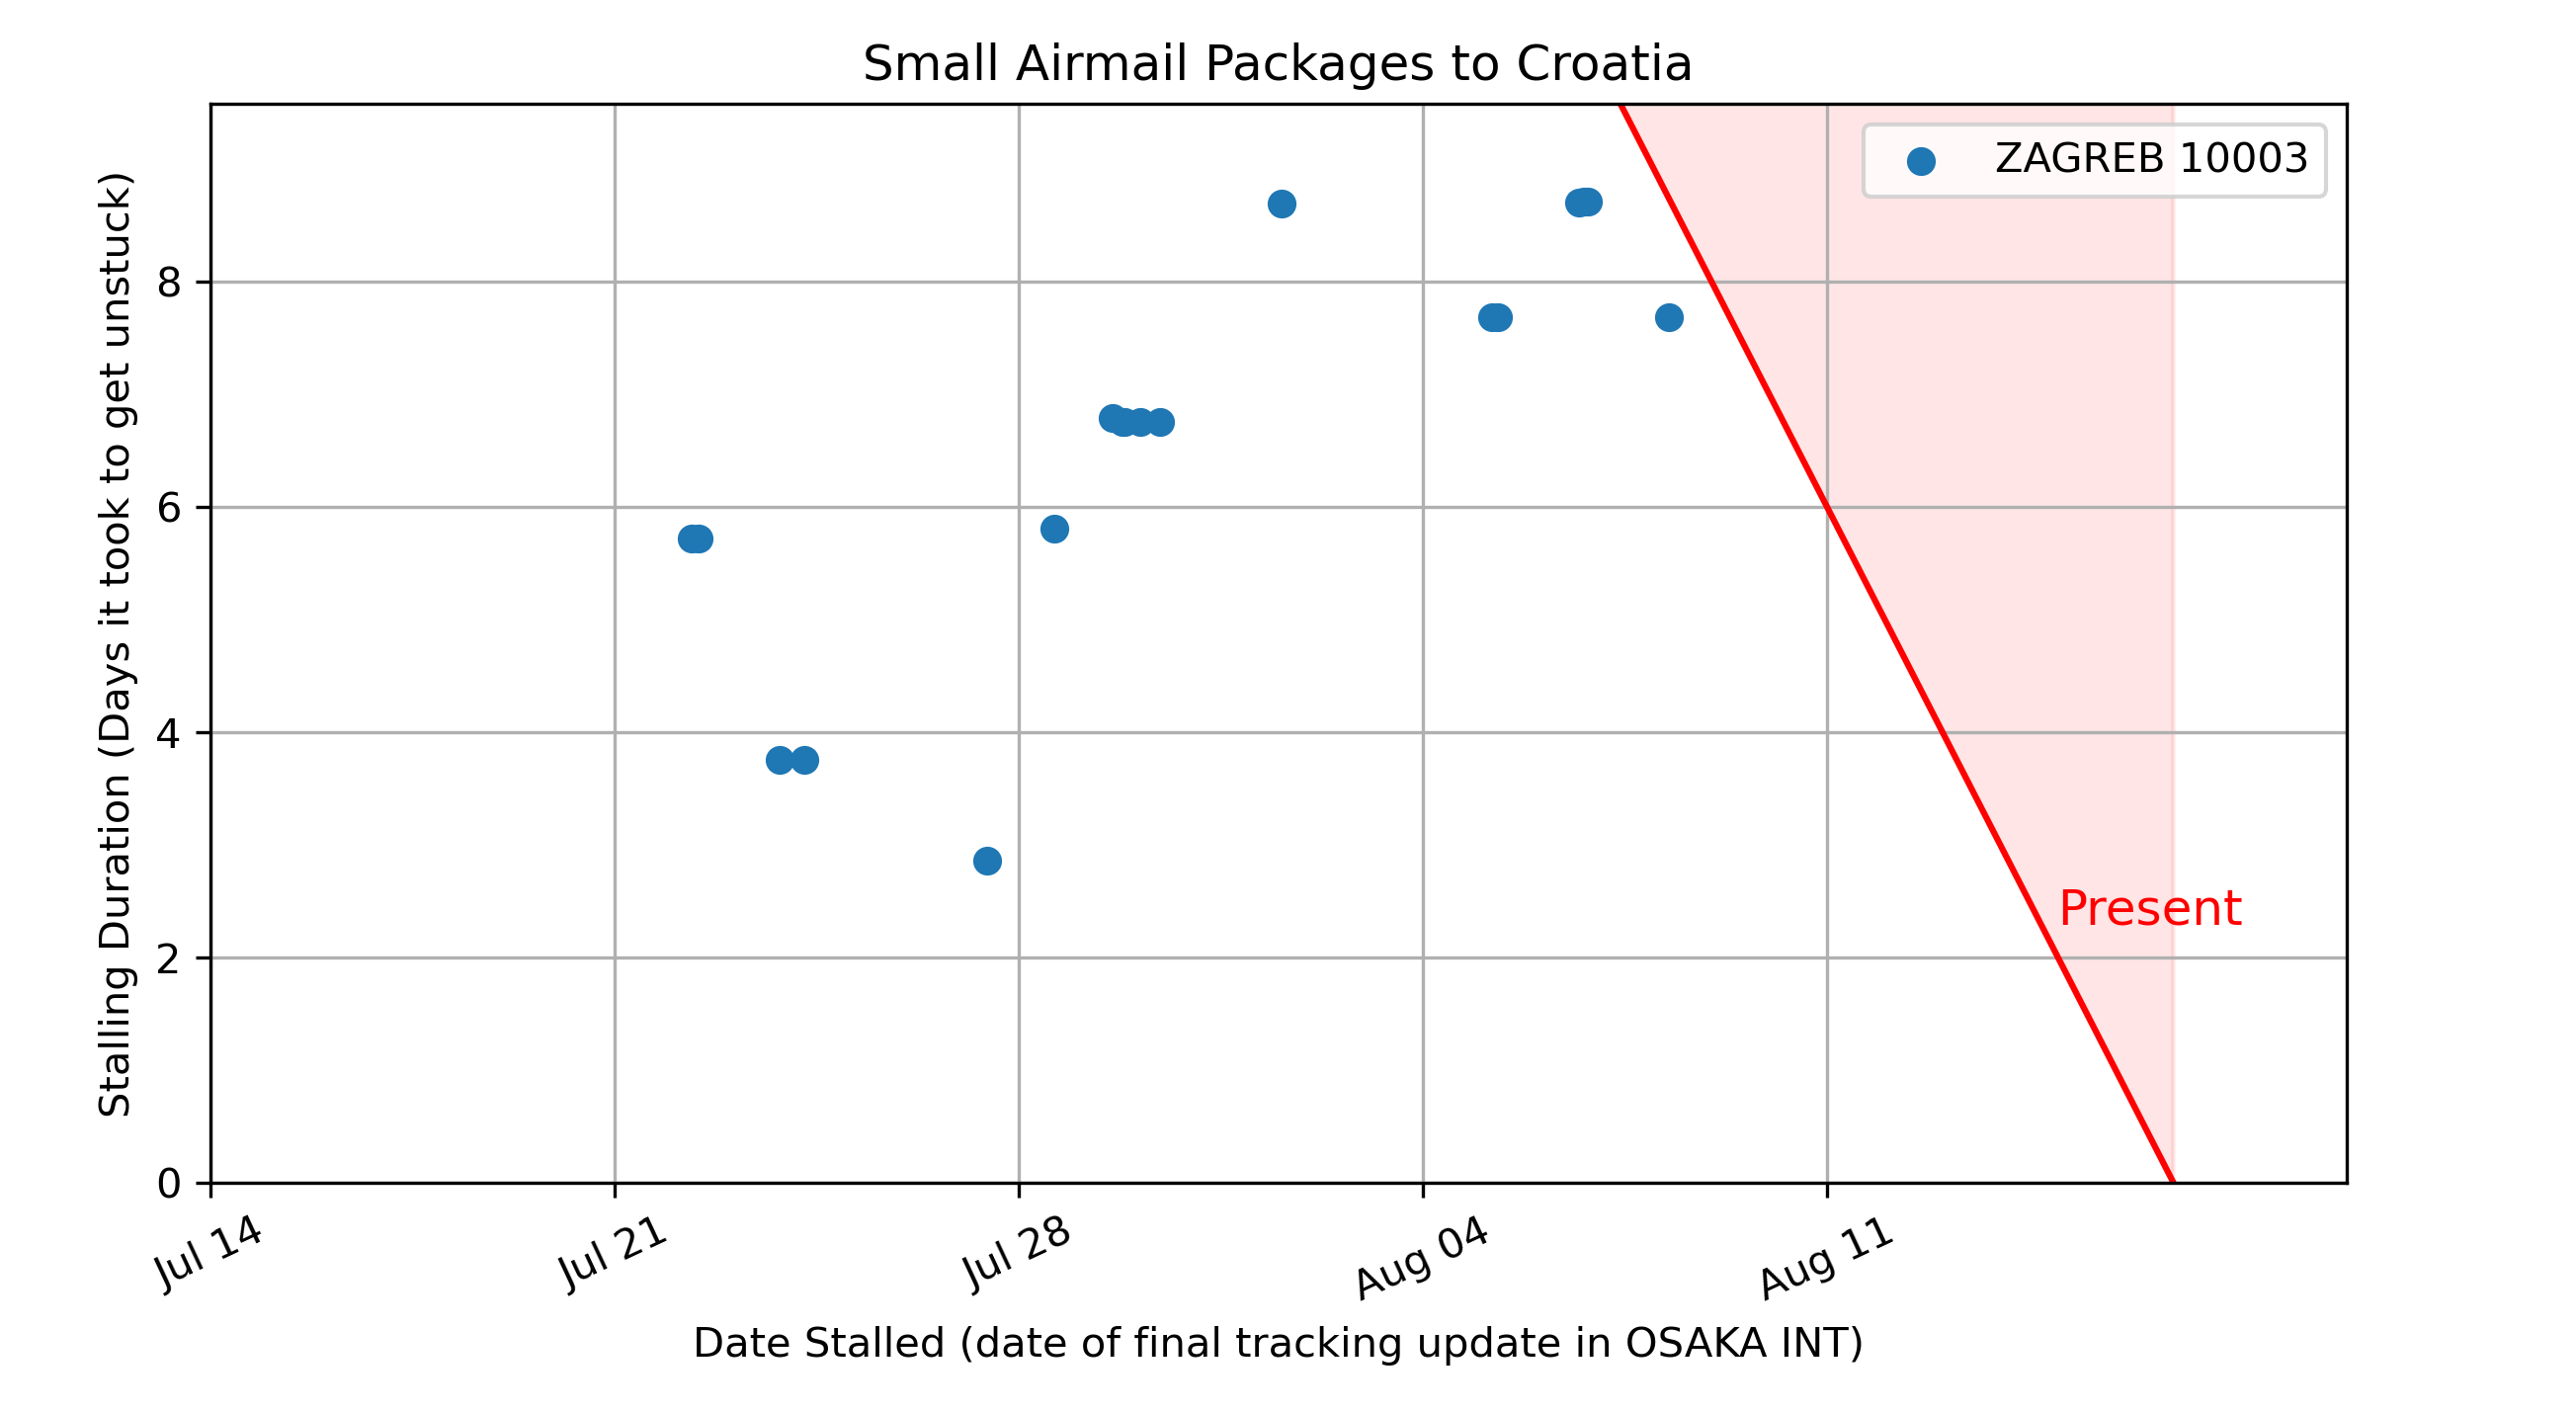 Small Airmail Packages to Croatia
ZAGREB 10003
Stalling Duration (Days it took to get unstuck)
8
6
4
2
0
Present
Jul 14
Jul 21
Jul 28
Aug 04
Aug 11
Date Stalled (date of final tracking update in OSAKA INT)